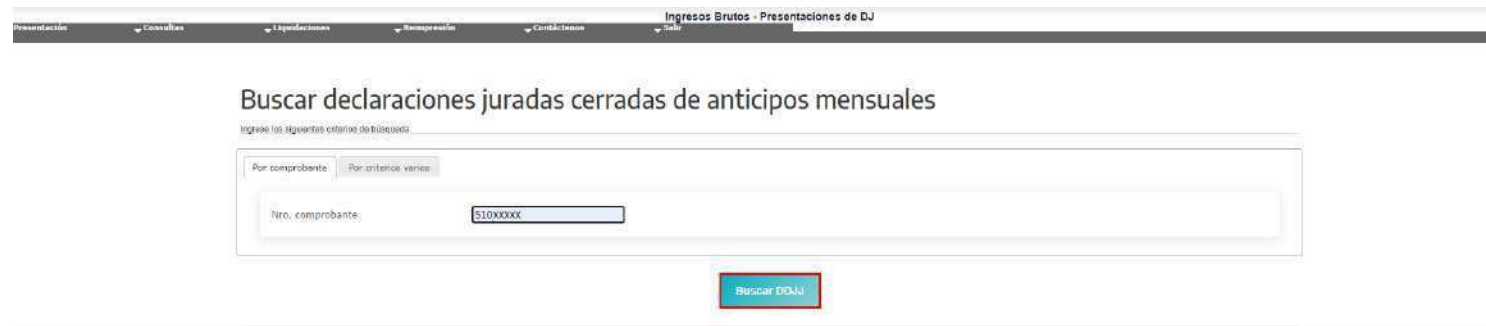 Ingresos Brutos - Presentaciones de DJ
Presentación Consultas Liquidaciones Reimpresión Contáctenos Salir
Buscar declaraciones juradas cerradas de anticipos mensuales
Ingrese los siguientes criterios de búsqueda
Por comprobante Por criterios varios
Nro. comprobante: 510XXXXX
Buscar DDJJ